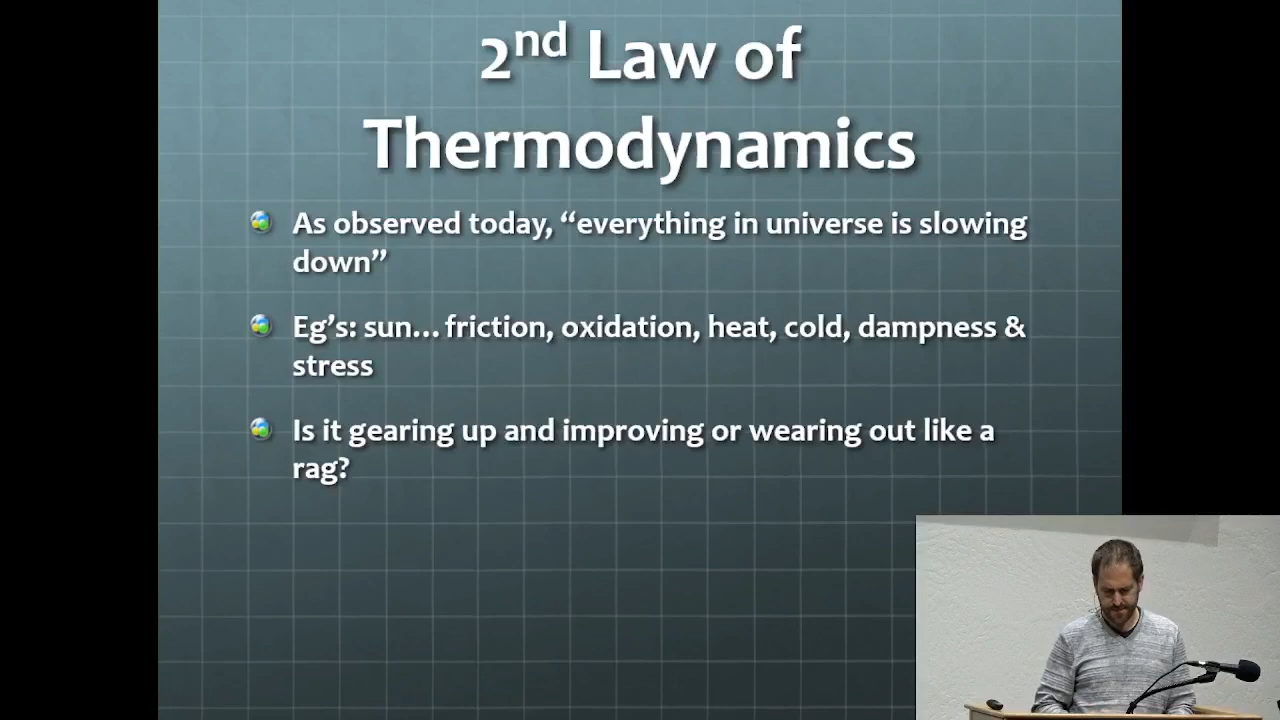 2nd Law of
Thermodynamics
As observed today, “everything in universe is slowing
down”
Eg’s: sun... friction, oxidation, heat, cold, dampness &
stress
Is it gearing up and improving or wearing out like a
rag?